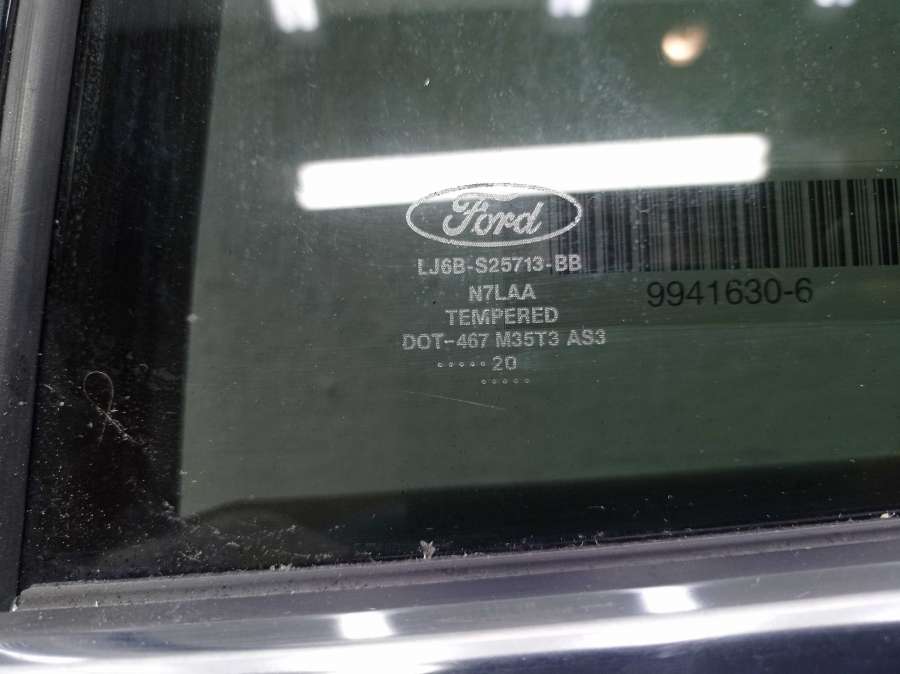 Ford
LJ6B-S25713-BB
N7LAA
TEMPERED
DOT-467 M35T3 AS3
·····20
·····
9941630-6